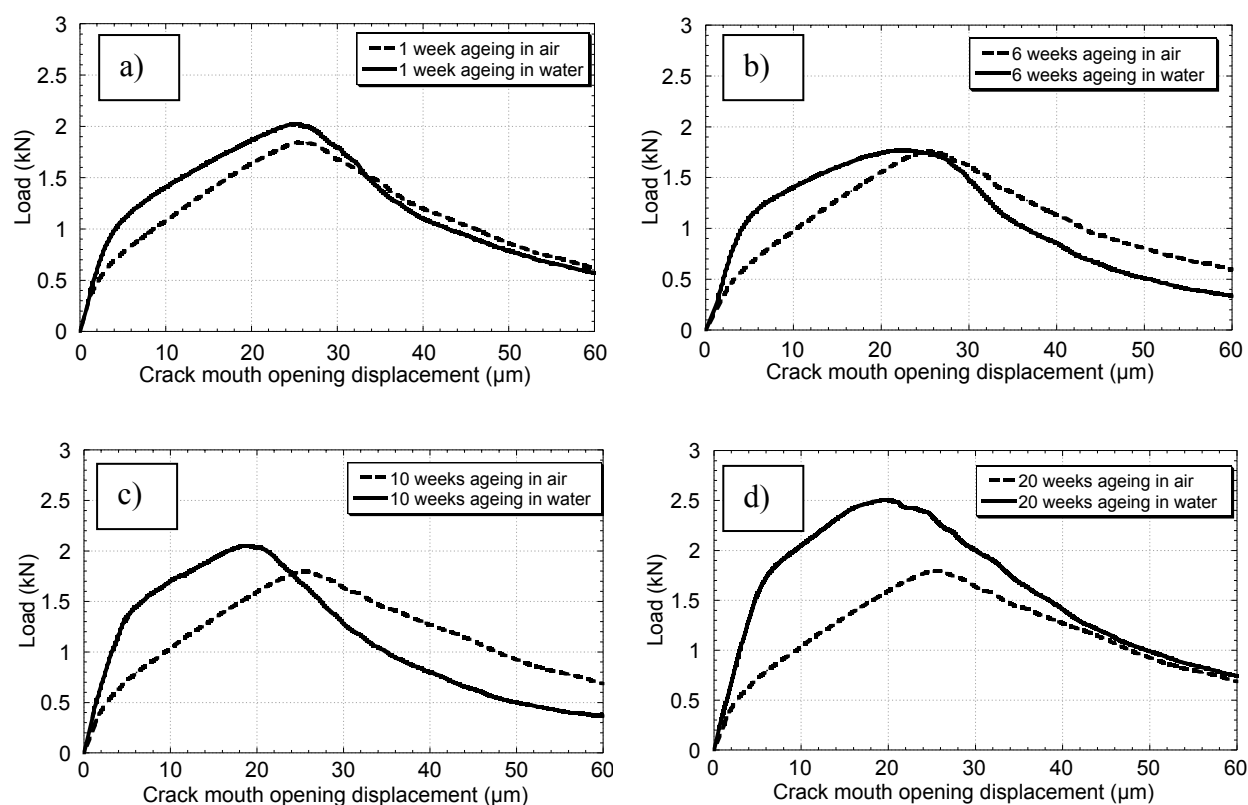 a)
1 week ageing in air
1 week ageing in water
3
2.5
2
1.5
1
0.5
0
Load (kN)
0 10 20 30 40 50 60
Crack mouth opening displacement (µm)
b)
6 weeks ageing in air
6 weeks ageing in water
3
2.5
2
1.5
1
0.5
0
Load (kN)
0 10 20 30 40 50 60
Crack mouth opening displacement (µm)
c)
10 weeks ageing in air
10 weeks ageing in water
3
2.5
2
1.5
1
0.5
0
Load (kN)
0 10 20 30 40 50 60
Crack mouth opening displacement (µm)
d)
20 weeks ageing in air
20 weeks ageing in water
3
2.5
2
1.5
1
0.5
0
Load (kN)
0 10 20 30 40 50 60
Crack mouth opening displacement (µm)